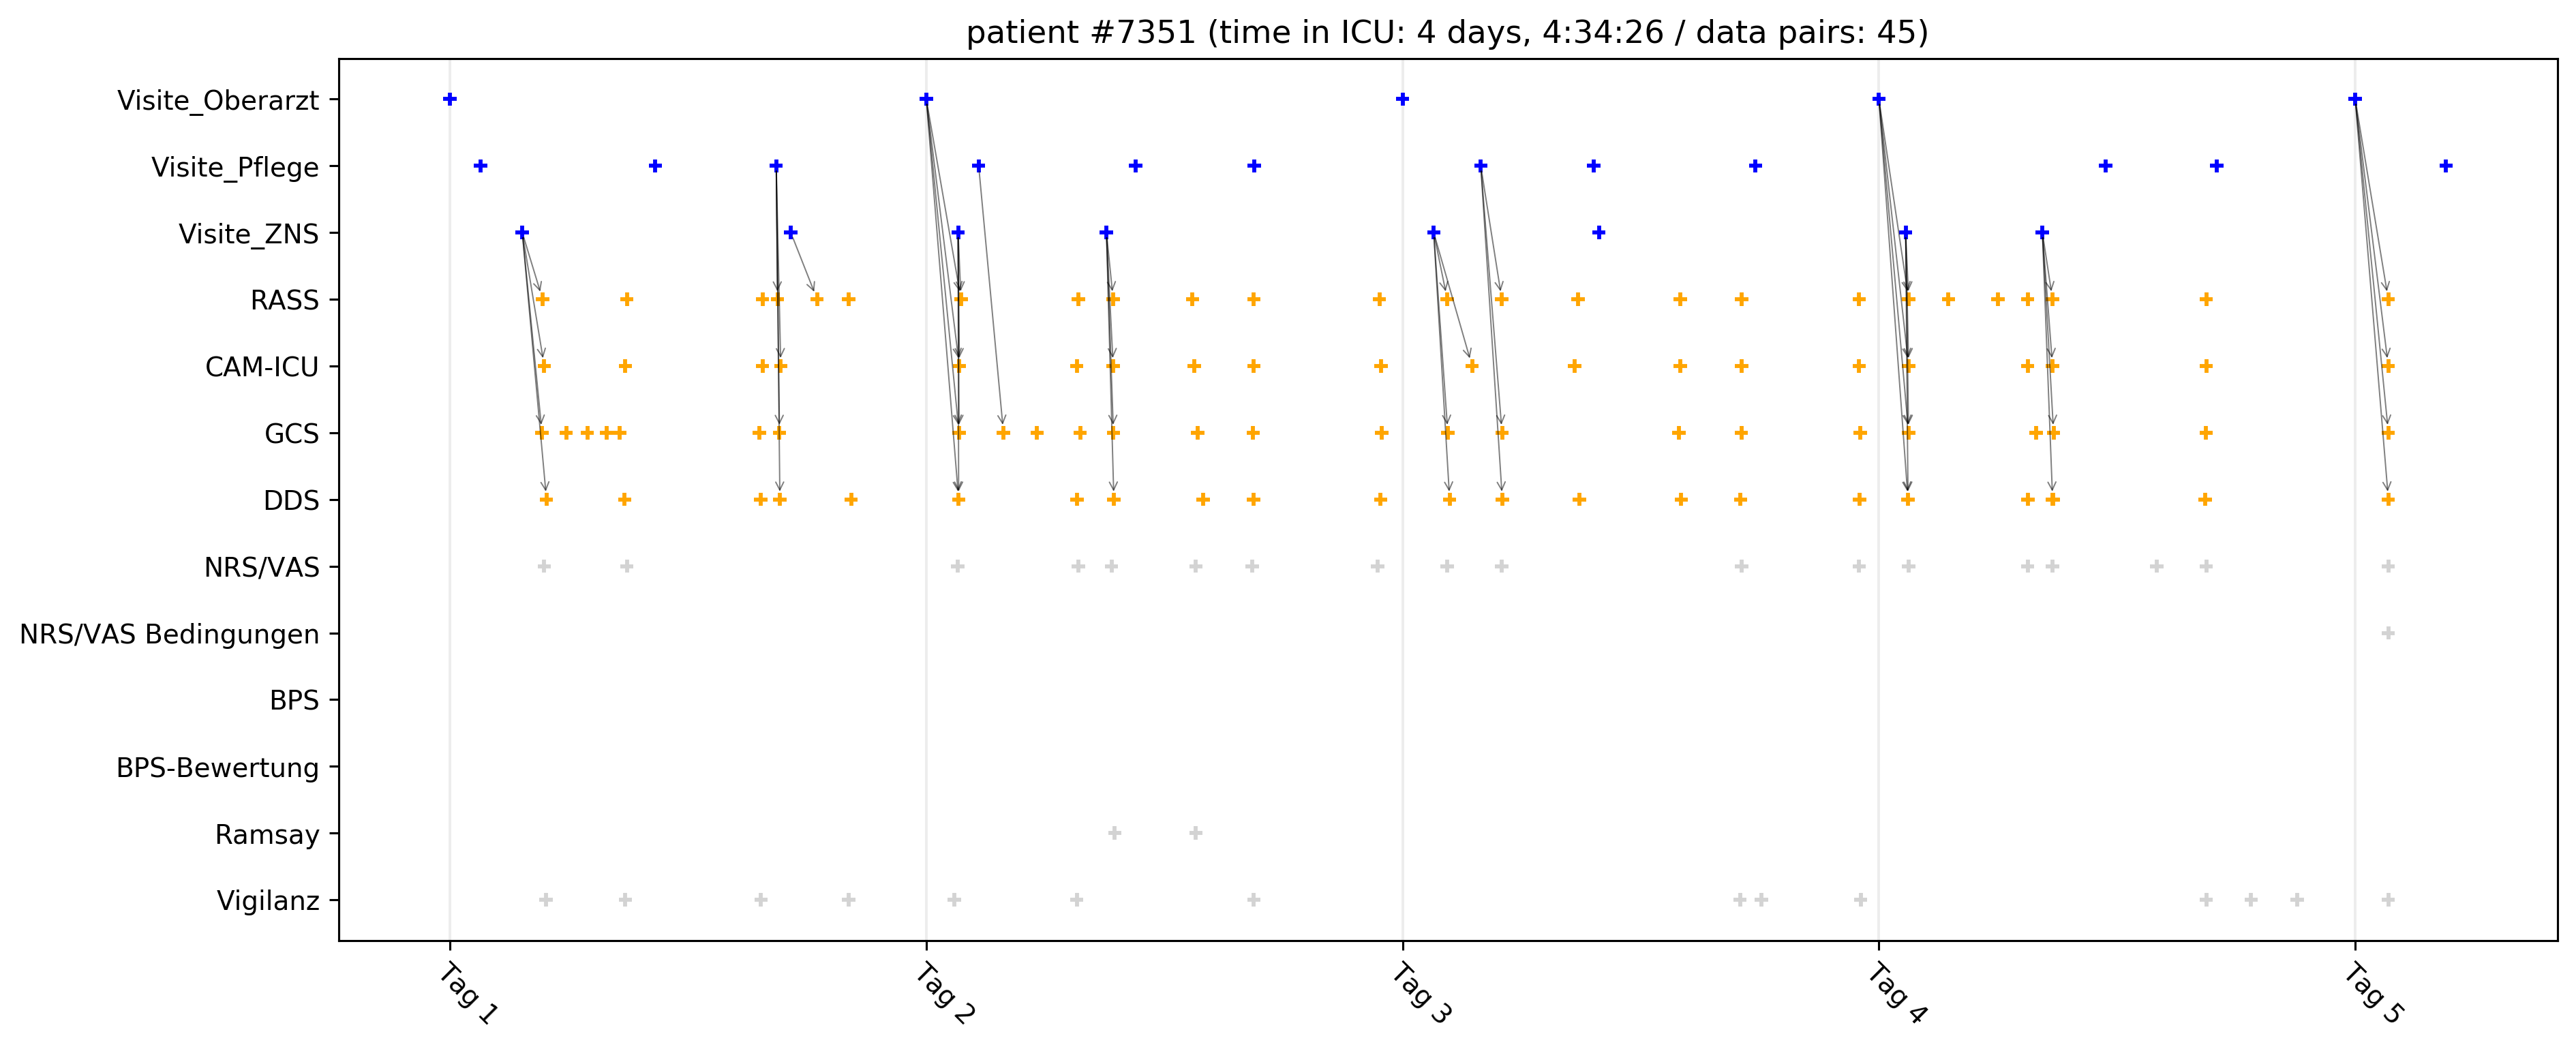 patient #7351 (time in ICU: 4 days, 4:34:26 / data pairs: 45)
Visite_Oberarzt
Visite_Pflege
Visite_ZNS
RASS
CAM-ICU
GCS
DDS
NRS/VAS
NRS/VAS Bedingungen
BPS
BPS-Bewertung
Ramsay
Vigilanz
Tag 1
Tag 2
Tag 3
Tag 4
Tag 5